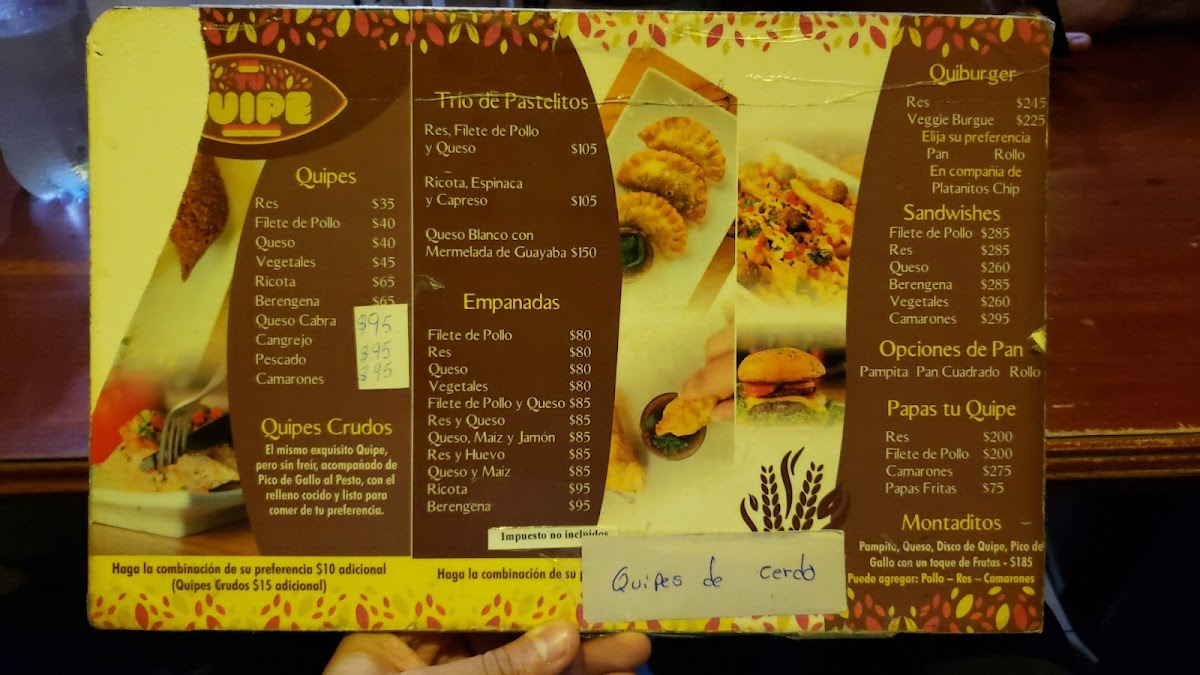 TU
QUIPE
Quipes
Res $35
Filete de Pollo $40
Queso $40
Vegetales $45
Ricota $65
Berengena $65
Queso Cabra $95
Cangrejo
Pescado $95
Camarones $95
Quipes Crudos
El mismo exquisito Quipe,
pero sin freír, acompañado de
Pico de Gallo al Pesto, con el
relleno cocido y listo para
comer de tu preferencia.
Haga la combinación de su preferencia $10 adicional
(Quipes Crudos $15 adicional)
Trío de Pastelitos
Res, Filete de Pollo
y Queso $105
Ricota, Espinaca
y Capreso $105
Queso Blanco con
Mermelada de Guayaba $150
Empanadas
Filete de Pollo $80
Res $80
Queso $80
Vegetales $80
Filete de Pollo y Queso $85
Res y Queso $85
Queso, Maíz y Jamón $85
Res y Huevo $85
Queso y Maiz $85
Ricota $95
Berengena $95
Impuesto no incluidos
Haga la combinación de su
Quipes de cerdo
Quiburger
Res $245
Veggie Burgue $225
Elija su preferencia
Pan Rollo
En compañia de
Platanitos Chip
Sandwishes
Filete de Pollo $285
Res $285
Queso $260
Berengena $285
Vegetales $260
Camarones $295
Opciones de Pan
Pampita Pan Cuadrado Rollo
Papas tu Quipe
Res $200
Filete de Pollo $200
Camarones $275
Papas Fritas $75
Montaditos
Pampita, Queso, Disco de Quipe, Pico de
Gallo con un toque de Frutas - $185
Puede agregar: Pollo – Res – Camarones